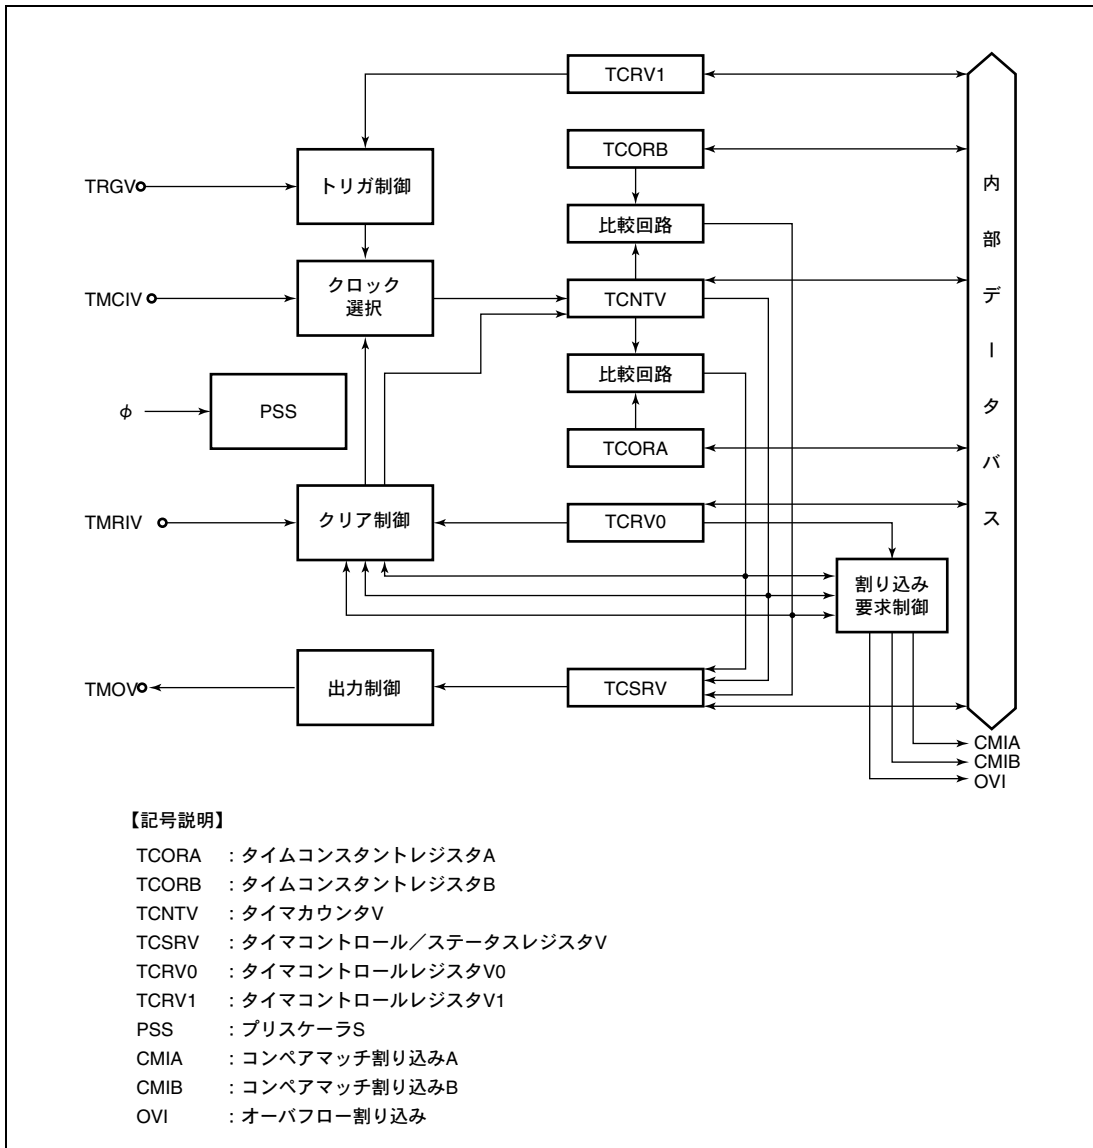 TCRV1
TCORB
TRGV
トリガ制御
比較回路
TMCIV
クロック
選択
TCNTV
比較回路
φ
PSS
TCORA
TMRIV
クリア制御
TCRV0
割り込み
要求制御
TMOV
出力制御
TCSRV
内部データバス
CMIA
CMIB
OVI
【記号説明】
TCORA :タイムコンスタントレジスタA
TCORB :タイムコンスタントレジスタB
TCNTV :タイマカウンタV
TCSRV :タイマコントロール／ステータスレジスタV
TCRV0 :タイマコントロールレジスタV0
TCRV1 :タイマコントロールレジスタV1
PSS :プリスケーラS
CMIA :コンペアマッチ割り込みA
CMIB :コンペアマッチ割り込みB
OVI :オーバフロー割り込み